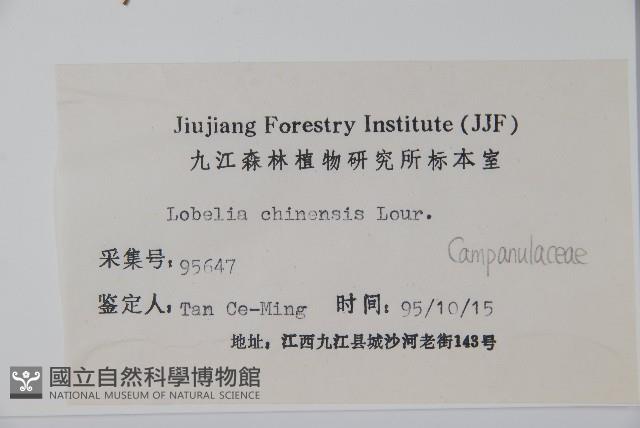 Jiujiang Forestry Institute (JJF)
九江森林植物研究所标本室
Lobelia chinensis Lour.
采集号: 95647
Campanulaceae
鉴定人: Tan Ce-Ming 时间: 95/10/15
地址: 江西九江县城沙河老街143号
國立自然科學博物館
NATIONAL MUSEUM OF NATURAL SCIENCE